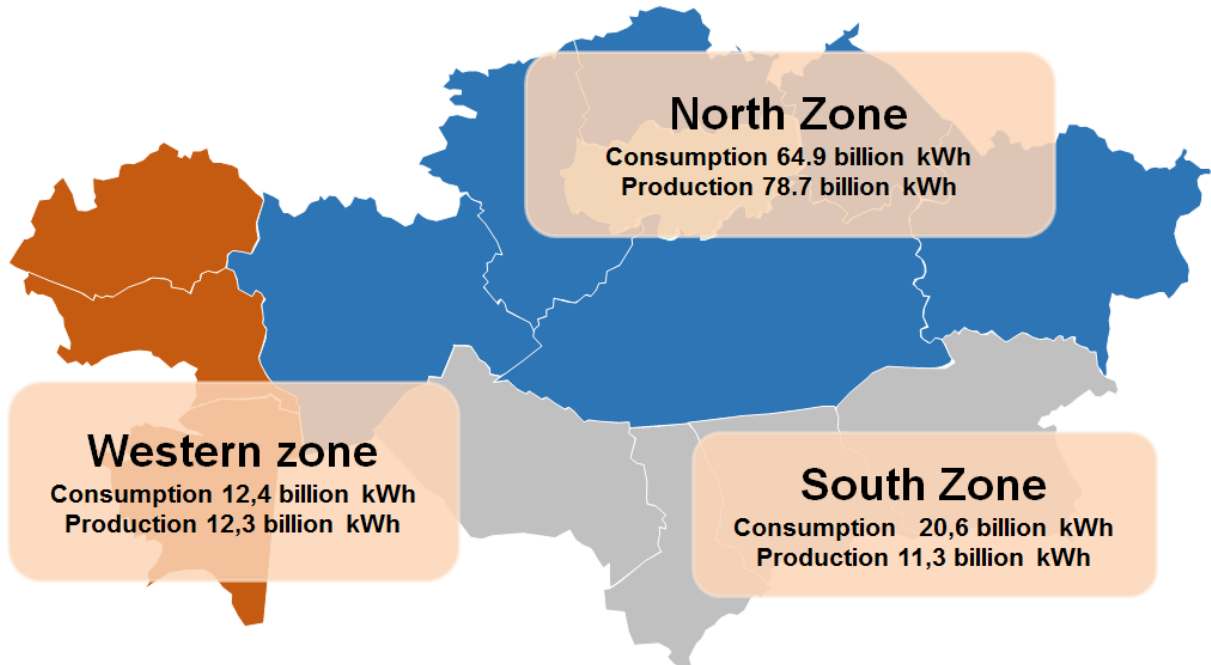 North Zone
Consumption 64.9 billion kWh
Production 78.7 billion kWh
Western zone
Consumption 12,4 billion kWh
Production 12,3 billion kWh
South Zone
Consumption 20,6 billion kWh
Production 11,3 billion kWh